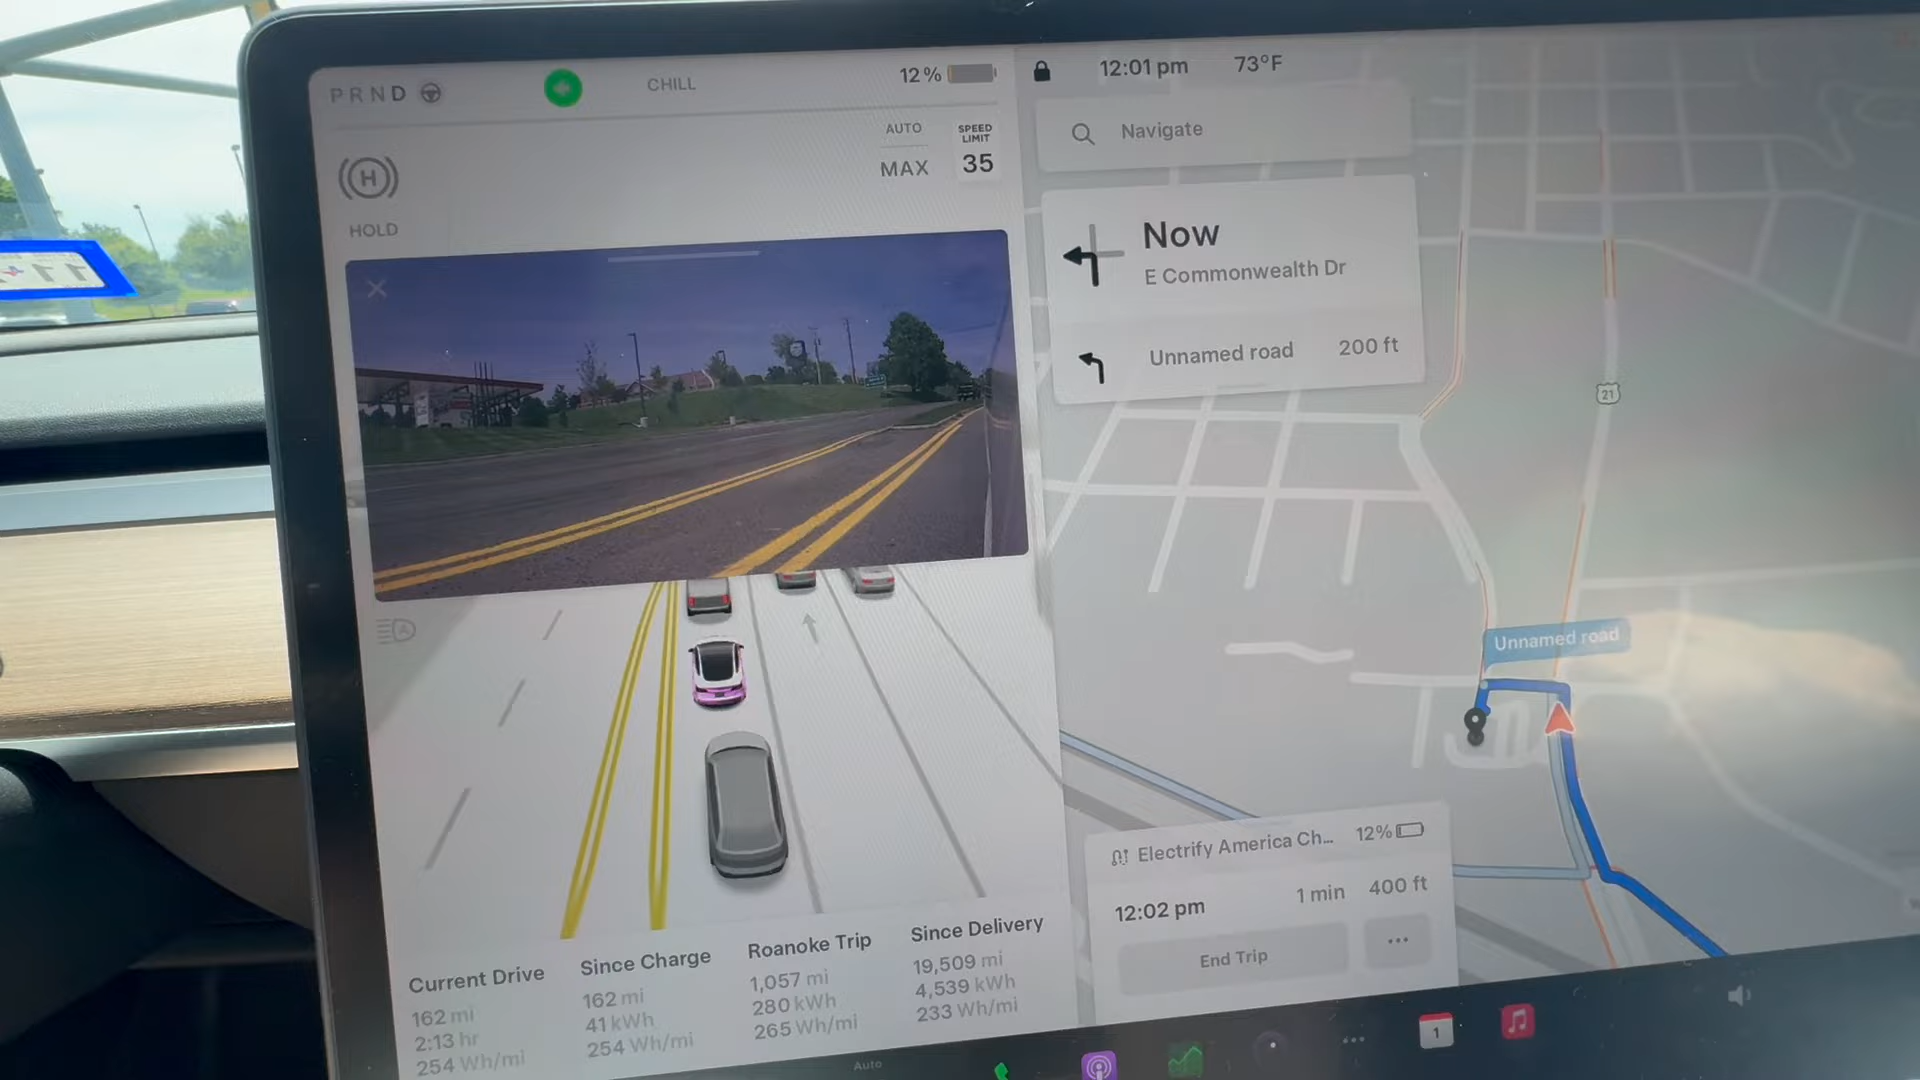 PRND
CHILL
12%
12:01 pm
73°F
AUTO
MAX
SPEED
LIMIT
35
Navigate
H
HOLD
Now
E Commonwealth Dr
Unnamed road
200 ft
21
Unnamed road
Electrify America Ch...
12%
12:02 pm
1 min
400 ft
End Trip
...
Current Drive
162 mi
2:13 hr
254 Wh/mi
Since Charge
162 mi
41 kWh
254 Wh/mi
Roanoke Trip
1,057 mi
280 kWh
265 Wh/mi
Since Delivery
19,509 mi
4,539 kWh
233 Wh/mi
Auto
1